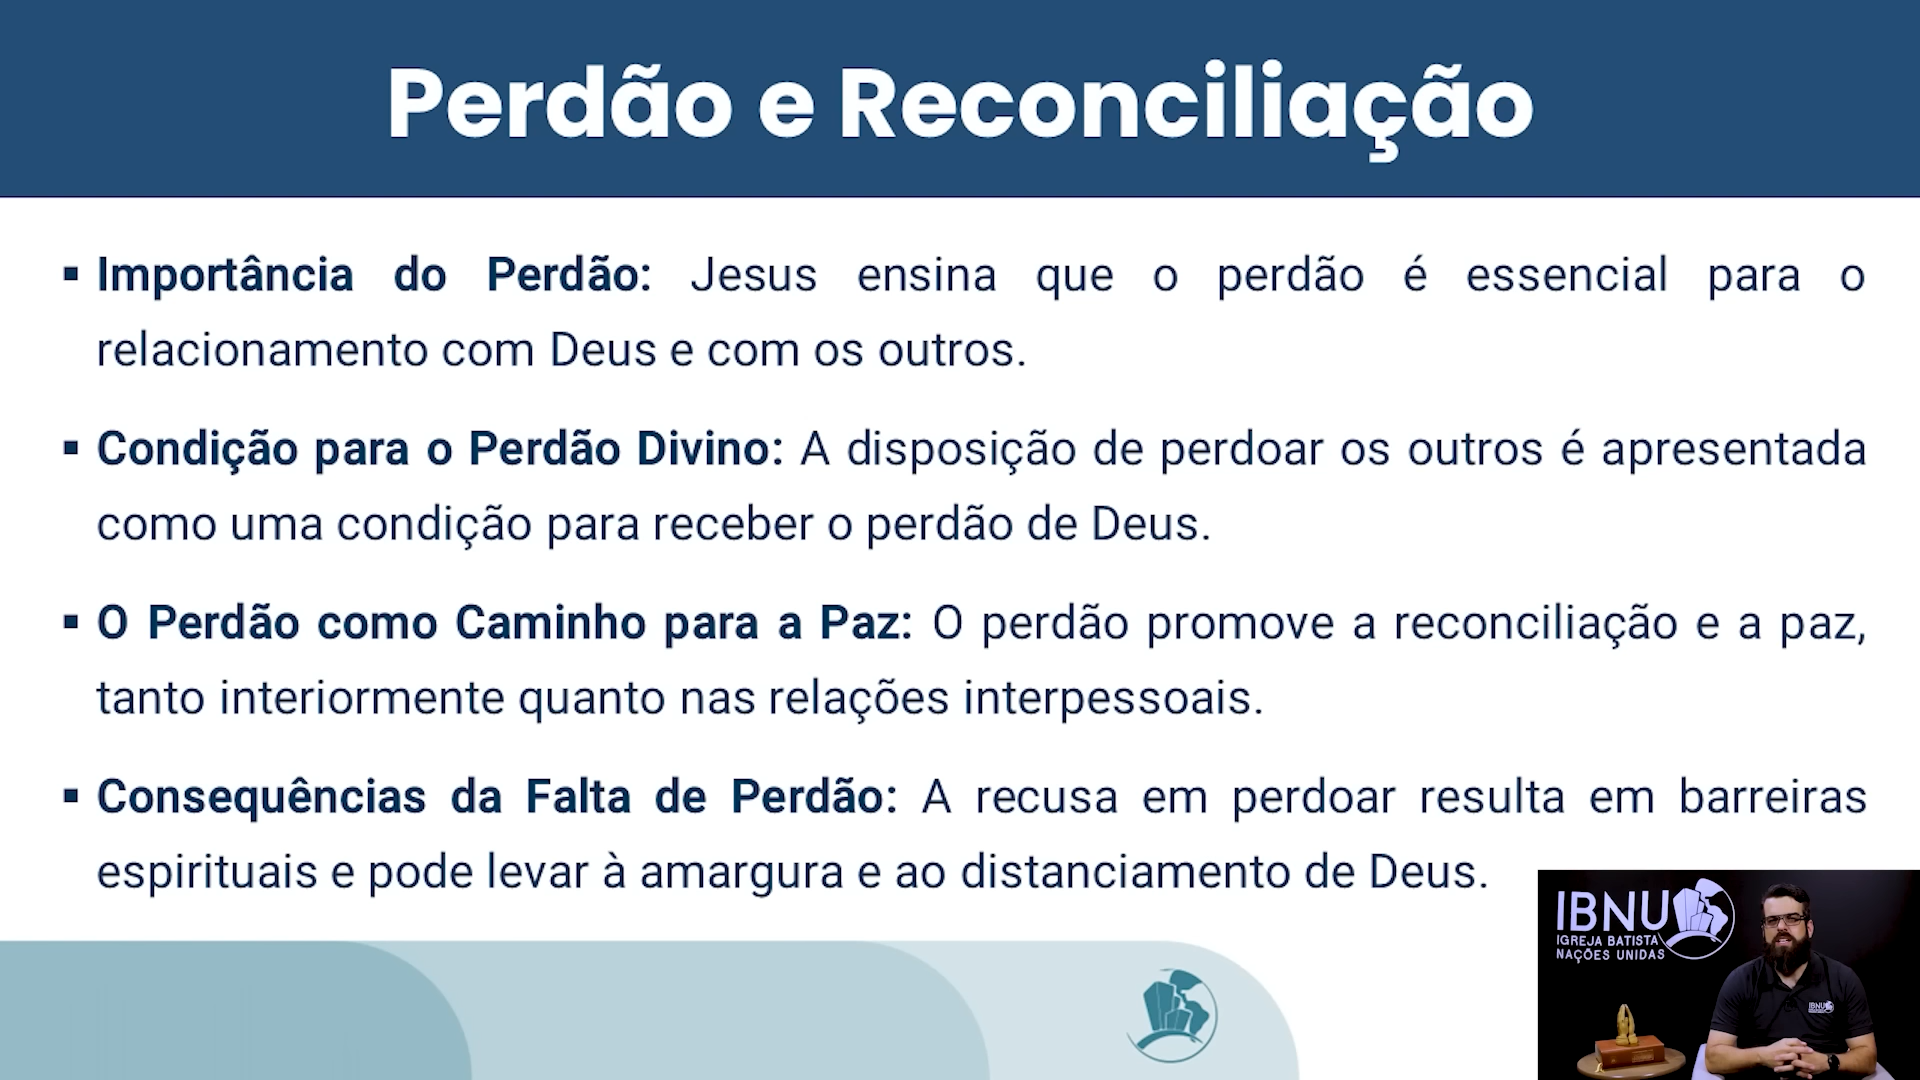 Perdão e Reconciliação
▪ Importância do Perdão: Jesus ensina que o perdão é essencial para o
relacionamento com Deus e com os outros.
▪ Condição para o Perdão Divino: A disposição de perdoar os outros é apresentada
como uma condição para receber o perdão de Deus.
▪ O Perdão como Caminho para a Paz: O perdão promove a reconciliação e a paz,
tanto interiormente quanto nas relações interpessoais.
▪ Consequências da Falta de Perdão: A recusa em perdoar resulta em barreiras
espirituais e pode levar à amargura e ao distanciamento de Deus.
IBNU
IGREJA BATISTA
NAÇÕES UNIDAS
IBNU